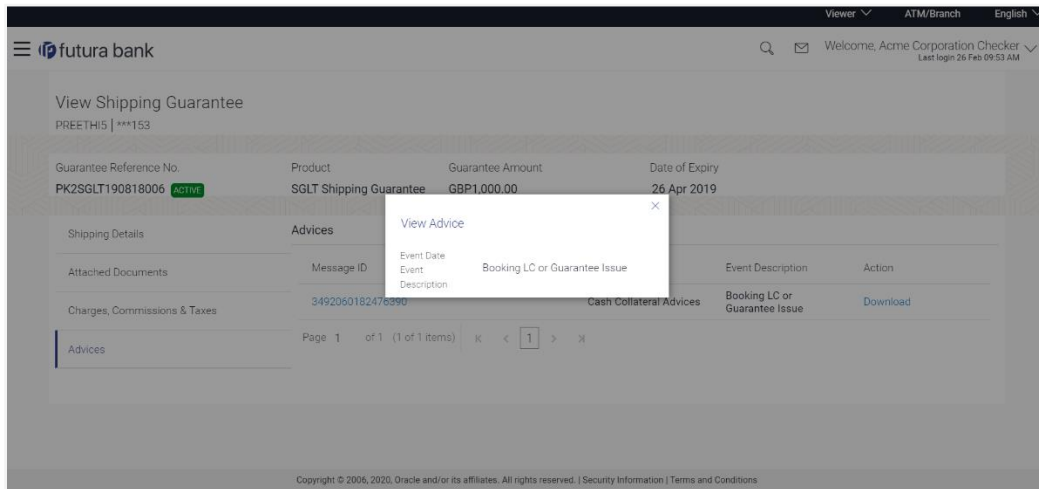 Viewer ATM/Branch English
futura bank
Welcome, Acme Corporation Checker
Last login 26 Feb 09:53 AM
View Shipping Guarantee
PREETHI5 | ***153
Guarantee Reference No. Product Guarantee Amount Date of Expiry
PK2SGLT190818006 ACTIVE SGLT Shipping Guarantee GBP1,000.00 26 Apr 2019
Shipping Details
Attached Documents
Charges, Commissions & Taxes
Advices
Advices
Message ID Event Description Action
3492060182476390 Cash Collateral Advices Booking LC or Guarantee Issue Download
Page 1 of 1 (1 of 1 items) 1
View Advice
Event Date
Event Description Booking LC or Guarantee Issue
Copyright © 2006, 2020, Oracle and/or its affiliates. All rights reserved. | Security Information | Terms and Conditions